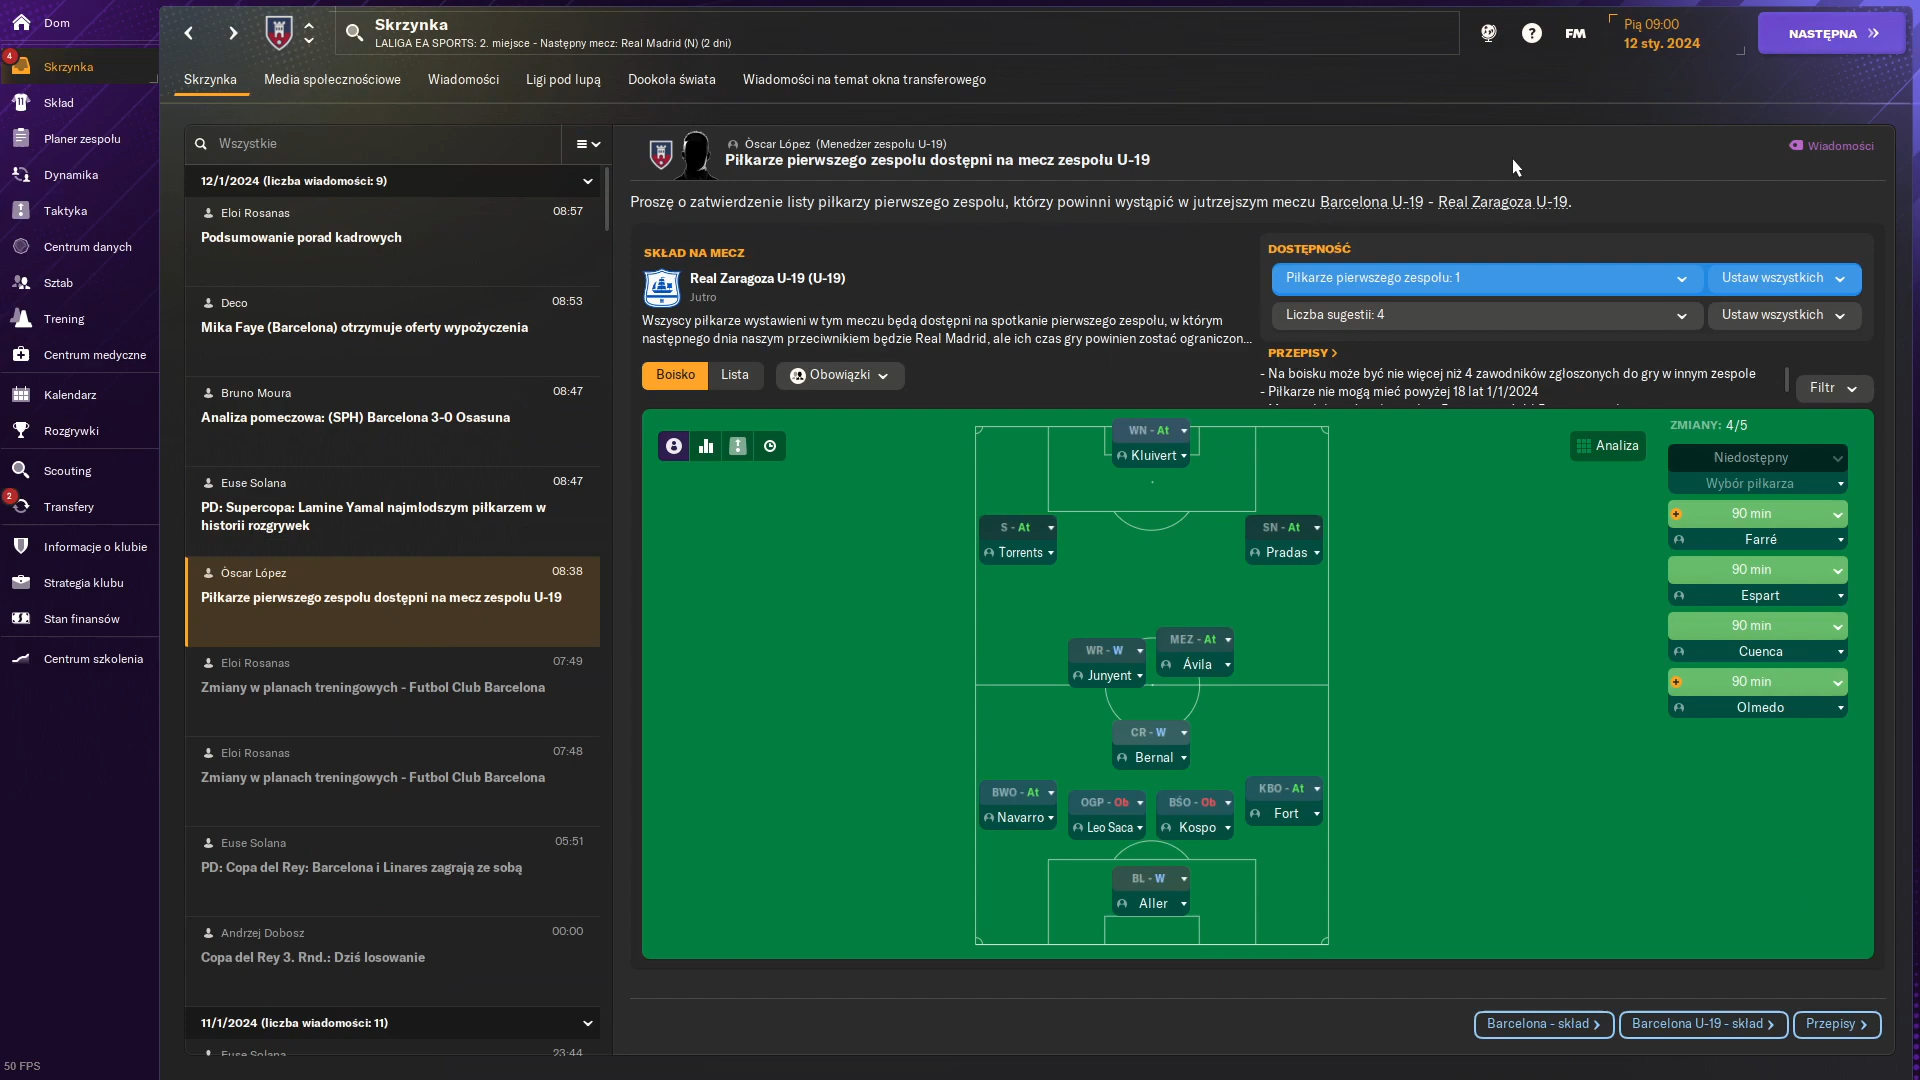 Dom
4
Skrzynka
Skład
Planer zespołu
Dynamika
Taktyka
Centrum danych
Sztab
Trening
Centrum medyczne
Kalendarz
Rozgrywki
Scouting
2
Transfery
Informacje o klubie
Strategia klubu
Stan finansów
Centrum szkolenia
50 FPS
Skrzynka
LALIGA EA SPORTS: 2. miejsce - Następny mecz: Real Madrid (N) (2 dni)
FM
Pią 09:00
12 sty. 2024
NASTĘPNA
Skrzynka
Media społecznościowe
Wiadomości
Ligi pod lupą
Dookoła świata
Wiadomości na temat okna transferowego
Wszystkie
12/1/2024 (liczba wiadomości: 9)
Eloi Rosanas 08:57
Podsumowanie porad kadrowych
Deco 08:53
Mika Faye (Barcelona) otrzymuje oferty wypożyczenia
Bruno Moura 08:47
Analiza pomeczowa: (SPH) Barcelona 3-0 Osasuna
Euse Solana 08:47
PD: Supercopa: Lamine Yamal najmłodszym piłkarzem w
historii rozgrywek
Òscar López 08:38
Piłkarze pierwszego zespołu dostępni na mecz zespołu U-19
Eloi Rosanas 07:49
Zmiany w planach treningowych - Futbol Club Barcelona
Eloi Rosanas 07:48
Zmiany w planach treningowych - Futbol Club Barcelona
Euse Solana 05:51
PD: Copa del Rey: Barcelona i Linares zagrają ze sobą
Andrzej Dobosz 00:00
Copa del Rey 3. Rnd.: Dziś losowanie
11/1/2024 (liczba wiadomości: 11)
Euse Solana 23:44
Òscar López (Menedżer zespołu U-19)
Piłkarze pierwszego zespołu dostępni na mecz zespołu U-19
Wiadomości
Proszę o zatwierdzenie listy piłkarzy pierwszego zespołu, którzy powinni wystąpić w jutrzejszym meczu Barcelona U-19 - Real Zaragoza U-19.
SKŁAD NA MECZ
Real Zaragoza U-19 (U-19)
Jutro
Wszyscy piłkarze wystawieni w tym meczu będą dostępni na spotkanie pierwszego zespołu, w którym
następnego dnia naszym przeciwnikiem będzie Real Madrid, ale ich czas gry powinien zostać ograniczon...
Boisko
Lista
Obowiązki
DOSTĘPNOŚĆ
Piłkarze pierwszego zespołu: 1
Ustaw wszystkich
Liczba sugestii: 4
Ustaw wszystkich
PRZEPISY
- Na boisku może być nie więcej niż 4 zawodników zgłoszonych do gry w innym zespole
- Piłkarze nie mogą mieć powyżej 18 lat 1/1/2024
Filtr
WN - At
Kluivert
S - At
Torrents
SN - At
Pradas
WR - W
Junyent
MEZ - At
Ávila
CR - W
Bernal
BWO - At
Navarro
OGP - Ob
Leo Saca
BŚO - Ob
Kospo
KBO - At
Fort
BL - W
Aller
Analiza
ZMIANY: 4/5
Niedostępny
Wybór piłkarza
90 min
Farré
90 min
Espart
90 min
Cuenca
90 min
Olmedo
Barcelona - skład
Barcelona U-19 - skład
Przepisy